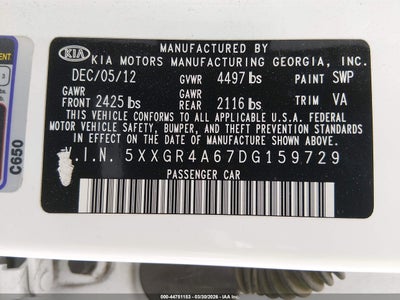 MANUFACTURED BY
KIA KIA MOTORS MANUFACTURING GEORGIA, INC.
DEC/05/12 GVWR 4497 lbs PAINT SWP
GAWR FRONT 2425 lbs GAWR REAR 2116 lbs TRIM VA
THIS VEHICLE CONFORMS TO ALL APPLICABLE U.S.A. FEDERAL
MOTOR VEHICLE SAFETY, BUMPER, AND THEFT PREVENTION STANDARDS
IN EFFECT ON THE DATE OF MANUFACTURE SHOWN ABOVE.
.I.N. 5XXGR4A67DG159729
PASSENGER CAR
C650
000-44751163 - 03/30/2026 - IAA Inc.